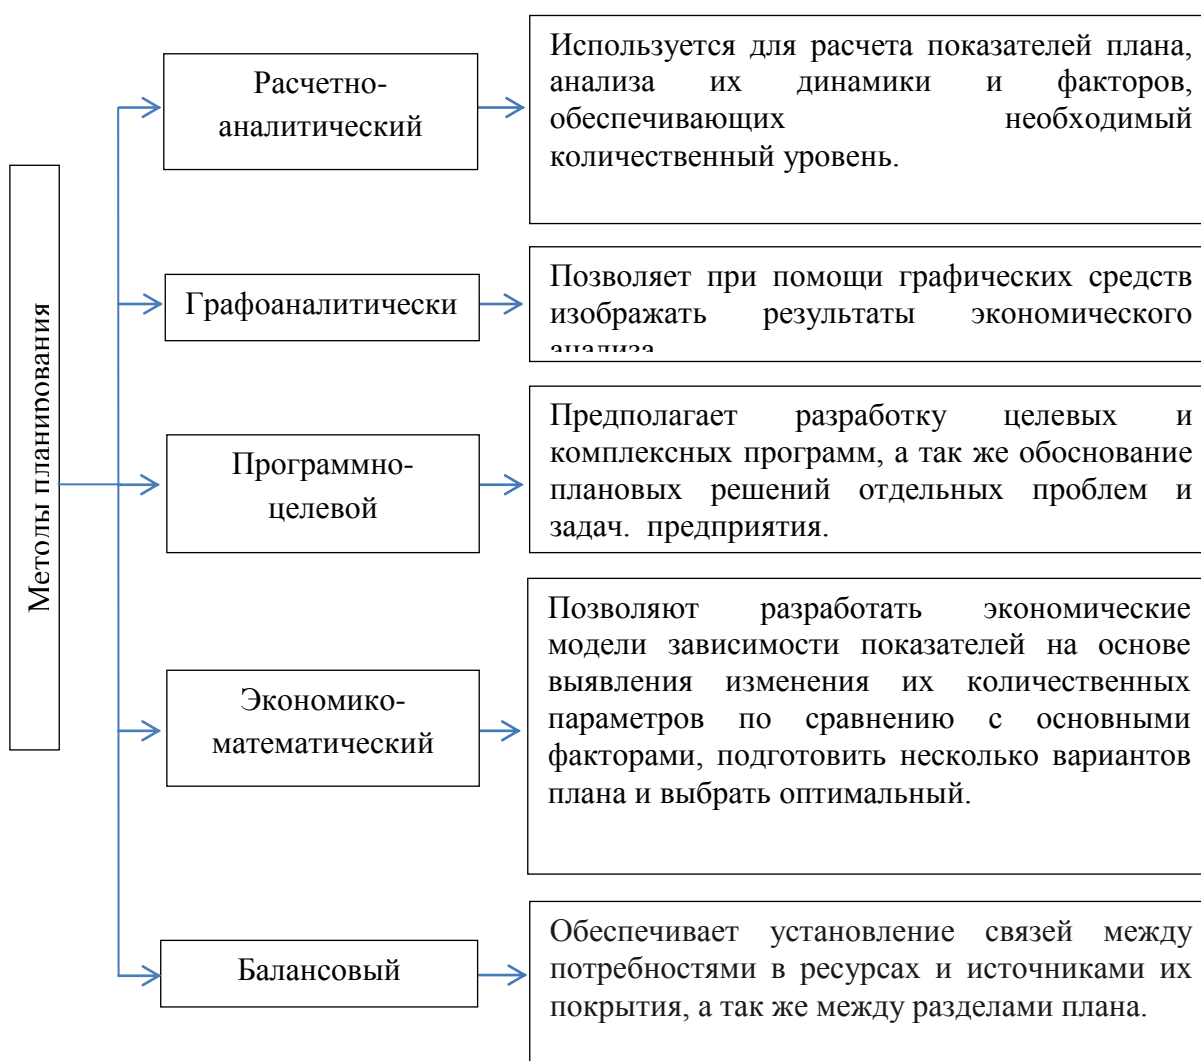 Методы планирования
Расчетно-
аналитический
Используется для расчета показателей плана,
анализа их динамики и факторов,
обеспечивающих необходимый
количественный уровень.
Графоаналитически
Позволяет при помощи графических средств
изображать результаты экономического
анализа
Программно-
целевой
Предполагает разработку целевых и
комплексных программ, а так же обоснование
плановых решений отдельных проблем и
задач. предприятия.
Экономико-
математический
Позволяют разработать экономические
модели зависимости показателей на основе
выявления изменения их количественных
параметров по сравнению с основными
факторами, подготовить несколько вариантов
плана и выбрать оптимальный.
Балансовый
Обеспечивает установление связей между
потребностями в ресурсах и источниками их
покрытия, а так же между разделами плана.